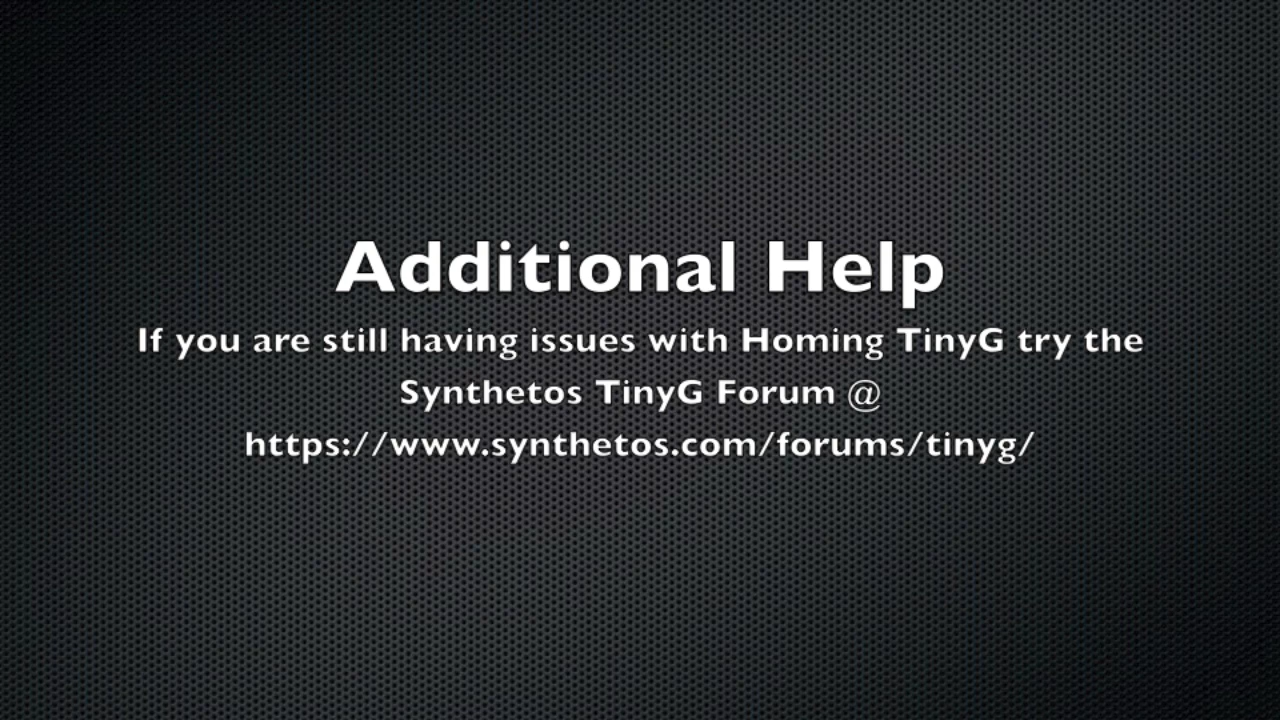 Additional Help
If you are still having issues with Homing TinyG try the
Synthetos TinyG Forum @
https://www.synthetos.com/forums/tinyg/